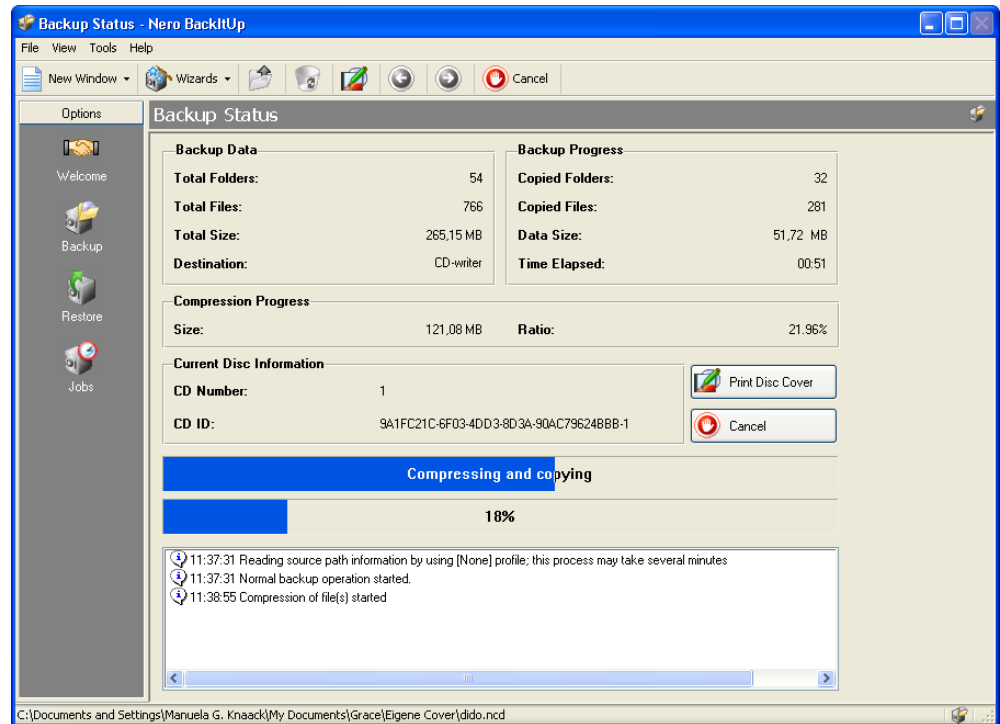 Backup Status - Nero BackItUp
File View Tools Help
New Window Wizards Cancel
Options
Welcome
Backup
Restore
Jobs
Backup Status
Backup Data
Total Folders: 54
Total Files: 766
Total Size: 265,15 MB
Destination: CD-writer
Backup Progress
Copied Folders: 32
Copied Files: 281
Data Size: 51,72 MB
Time Elapsed: 00:51
Compression Progress
Size: 121,08 MB Ratio: 21.96%
Current Disc Information
CD Number: 1
CD ID: 9A1FC21C-6F03-4DD3-8D3A-90AC79624BBB-1
Print Disc Cover
Cancel
Compressing and copying
18%
11:37:31 Reading source path information by using [None] profile; this process may take several minutes
11:37:31 Normal backup operation started.
11:38:55 Compression of file(s) started
C:\Documents and Settings\Manuela G. Knaack\My Documents\Grace\Eigene Cover\dido.ncd